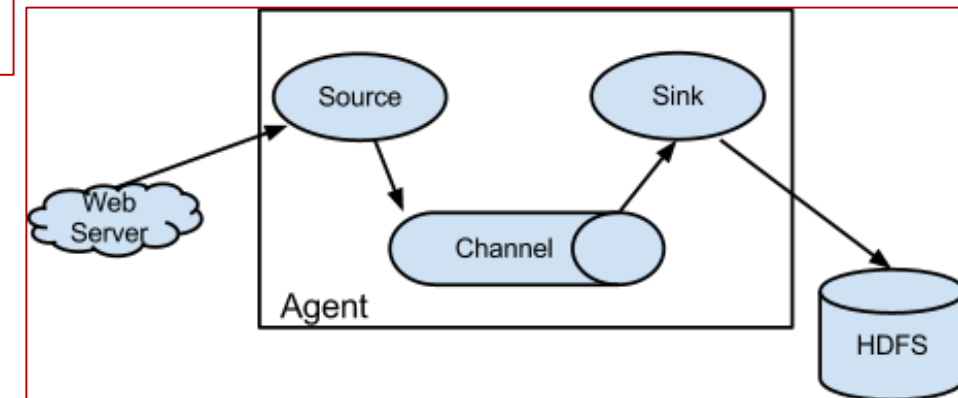 Source
Sink
Web
Server
Channel
Agent
HDFS